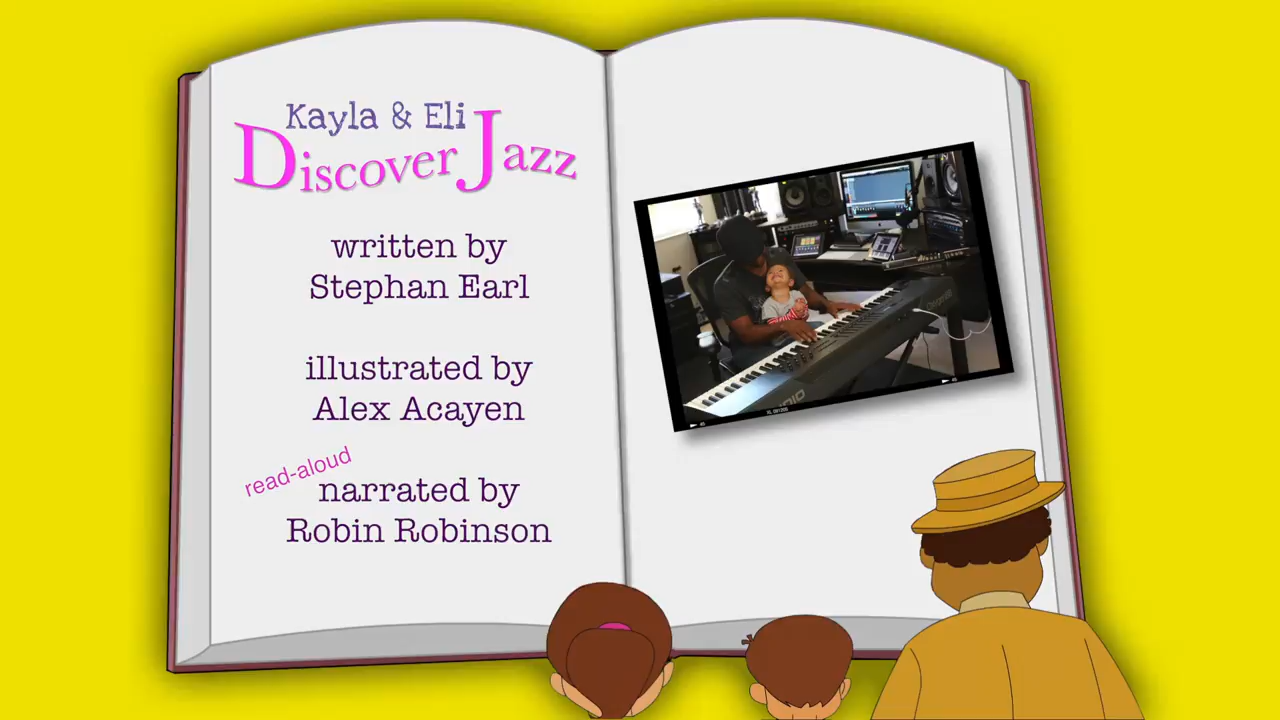 Kayla & Eli
Discover Jazz
written by
Stephan Earl
illustrated by
Alex Acayen
read-aloud
narrated by
Robin Robinson